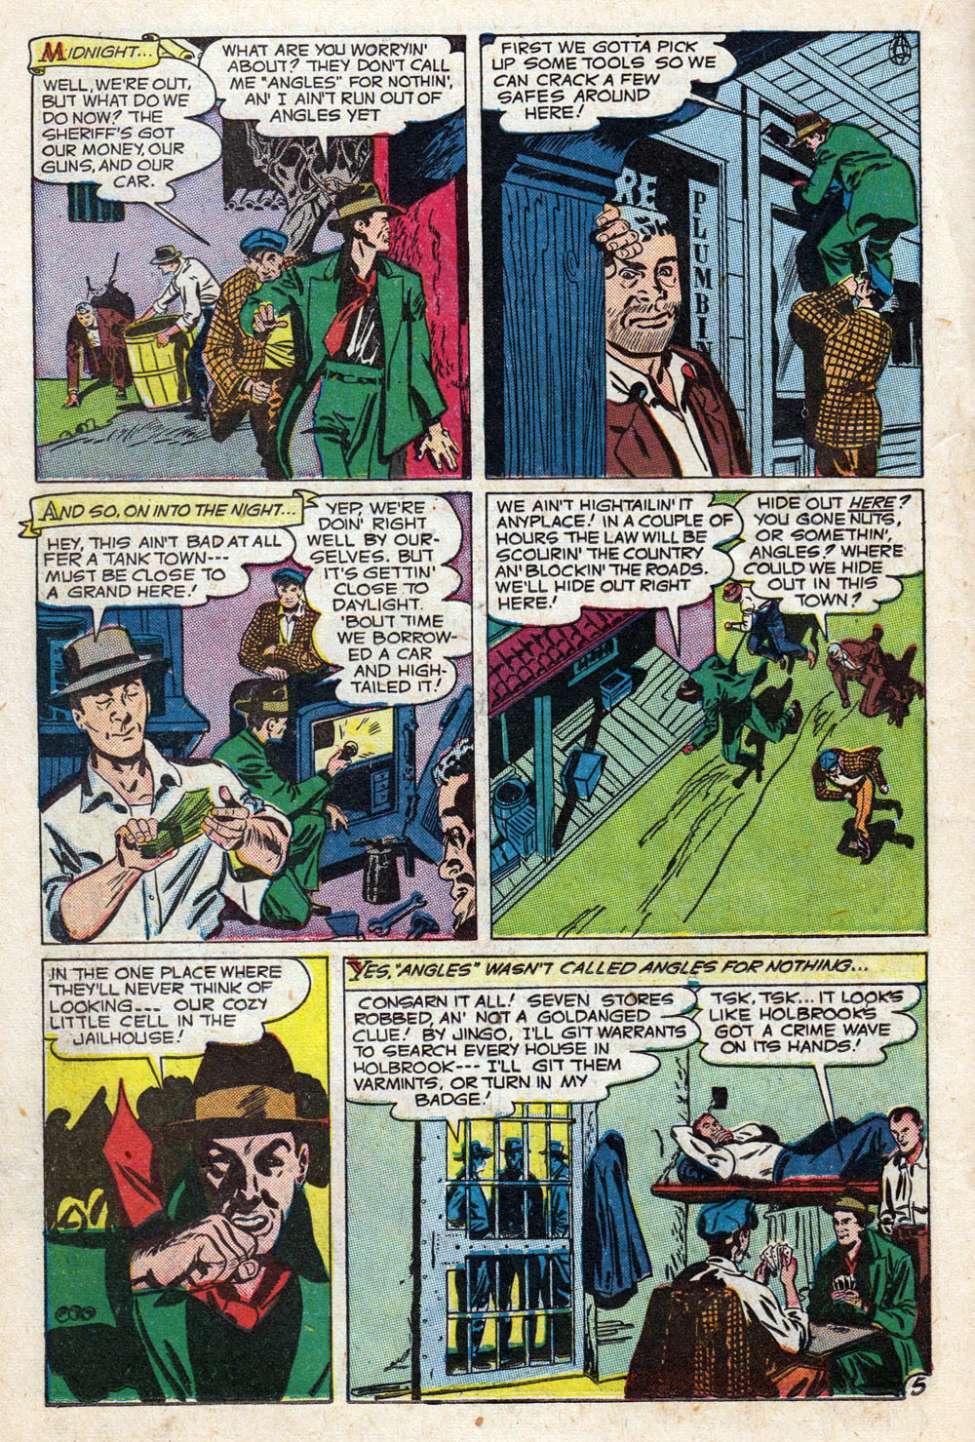 MIDNIGHT...
WELL, WE'RE OUT,
BUT WHAT DO WE
DO NOW? THE
SHERIFF'S GOT
OUR MONEY, OUR
GUNS, AND OUR
CAR.
WHAT ARE YOU WORRYIN'
ABOUT? THEY DON'T CALL
ME "ANGLES" FOR NOTHIN',
AN' I AIN'T RUN OUT OF
ANGLES YET
FIRST WE GOTTA PICK
UP SOME TOOLS SO WE
CAN CRACK A FEW
SAFES AROUND
HERE!
RE
PLUMBIN
AND SO, ON INTO THE NIGHT...
HEY, THIS AIN'T BAD AT ALL
FER A TANK TOWN---
MUST BE CLOSE TO
A GRAND HERE!
YEP, WE'RE
DOIN' RIGHT
WELL BY OUR-
SELVES. BUT
IT'S GETTIN'
CLOSE TO
DAYLIGHT.
'BOUT TIME
WE BORROW-
ED A CAR
AND HIGH-
TAILED IT!
WE AIN'T HIGHTAILIN' IT
ANYPLACE! IN A COUPLE OF
HOURS THE LAW WILL BE
SCOURIN' THE COUNTRY
AN' BLOCKIN' THE ROADS.
WE'LL HIDE OUT RIGHT
HERE!
HIDE OUT HERE?
YOU GONE NUTS,
OR SOMETHIN',
ANGLES? WHERE
COULD WE HIDE
OUT IN THIS
TOWN?
IN THE ONE PLACE WHERE
THEY'LL NEVER THINK OF
LOOKING--- OUR COZY
LITTLE CELL IN THE
JAILHOUSE!
YES, "ANGLES" WASN'T CALLED ANGLES FOR NOTHING...
CONSARN IT ALL! SEVEN STORES
ROBBED, AN' NOT A GOLDANGED
CLUE! BY JINGO, I'LL GIT WARRANTS
TO SEARCH EVERY HOUSE IN
HOLBROOK--- I'LL GIT THEM
VARMINTS, OR TURN IN MY
BADGE!
TSK, TSK... IT LOOKS
LIKE HOLBROOK'S
GOT A CRIME WAVE
ON ITS HANDS!
5